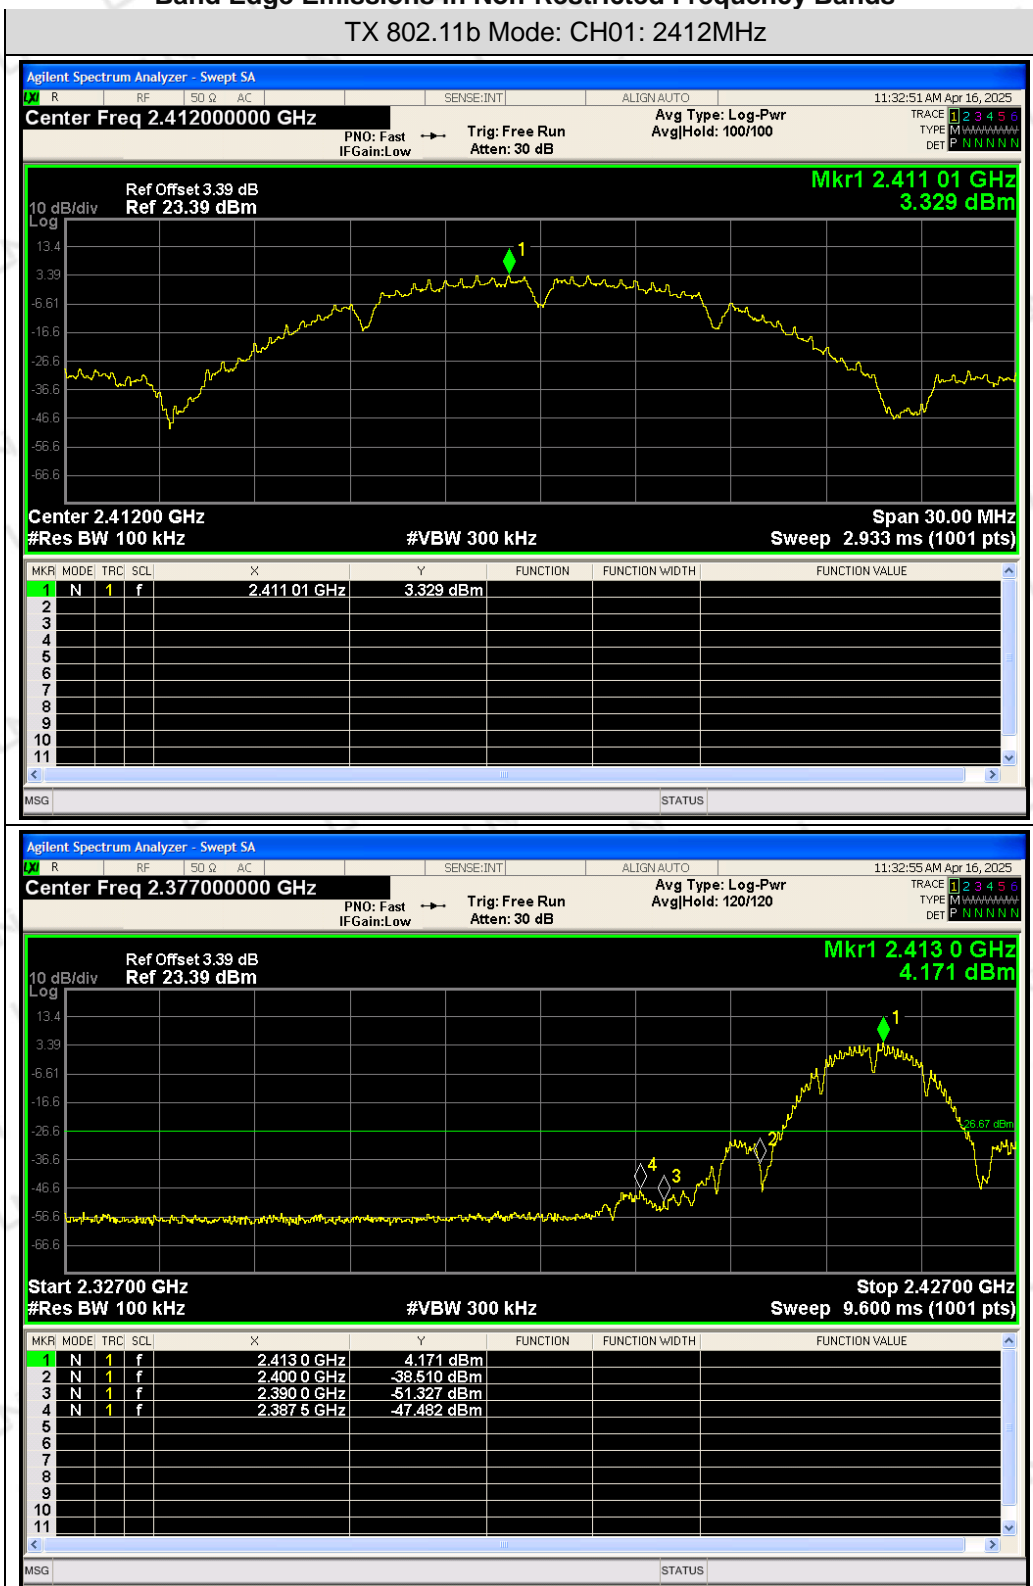 Band Edge Emissions in Non-Restricted Frequency Bands
TX 802.11b Mode: CH01: 2412MHz
Agilent Spectrum Analyzer - Swept SA
LXI R RF 50 Ω AC SENSE:INT ALIGN AUTO 11:32:51 AM Apr 16, 2025
Center Freq 2.412000000 GHz
PNO: Fast
IFGain:Low
Trig: Free Run
Atten: 30 dB
Avg Type: Log-Pwr
Avg|Hold: 100/100
TRACE 1 2 3 4 5 6
TYPE M
DET P N N N N N
Mkr1 2.411 01 GHz
3.329 dBm
Ref Offset 3.39 dB
10 dB/div Ref 23.39 dBm
Log
13.4
3.39
-6.61
-16.6
-26.6
-36.6
-46.6
-56.6
-66.6
1
Center 2.41200 GHz Span 30.00 MHz
#Res BW 100 kHz #VBW 300 kHz Sweep 2.933 ms (1001 pts)
MKR MODE TRC SCL X Y FUNCTION FUNCTION WIDTH FUNCTION VALUE
1 N 1 f 2.411 01 GHz 3.329 dBm
2
3
4
5
6
7
8
9
10
11
MSG STATUS
Agilent Spectrum Analyzer - Swept SA
LXI R RF 50 Ω AC SENSE:INT ALIGN AUTO 11:32:55 AM Apr 16, 2025
Center Freq 2.377000000 GHz
PNO: Fast
IFGain:Low
Trig: Free Run
Atten: 30 dB
Avg Type: Log-Pwr
Avg|Hold: 120/120
TRACE 1 2 3 4 5 6
TYPE M
DET P N N N N N
Mkr1 2.413 0 GHz
4.171 dBm
Ref Offset 3.39 dB
10 dB/div Ref 23.39 dBm
Log
13.4
3.39
-6.61
-16.6
-26.6
-36.6
-46.6
-56.6
-66.6
1
26.67 dBm
2
4
3
Start 2.32700 GHz Stop 2.42700 GHz
#Res BW 100 kHz #VBW 300 kHz Sweep 9.600 ms (1001 pts)
MKR MODE TRC SCL X Y FUNCTION FUNCTION WIDTH FUNCTION VALUE
1 N 1 f 2.413 0 GHz 4.171 dBm
2 N 1 f 2.400 0 GHz -38.510 dBm
3 N 1 f 2.390 0 GHz -51.327 dBm
4 N 1 f 2.387 5 GHz -47.482 dBm
5
6
7
8
9
10
11
MSG STATUS